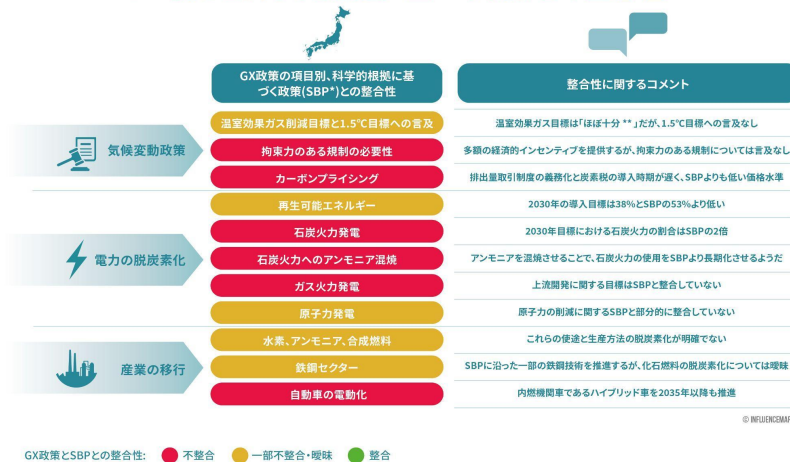 GX政策の項目別、科学的根拠に基
づく政策(SBP*)との整合性
整合性に関するコメント
気候変動政策
温室効果ガス削減目標と1.5℃目標への言及
温室効果ガス目標は「ほぼ十分 ** 」だが、1.5℃目標への言及なし
拘束力のある規制の必要性
多額の経済的インセンティブを提供するが、拘束力のある規制については言及なし
カーボンプライシング
排出量取引制度の義務化と炭素税の導入時期が遅く、SBPよりも低い価格水準
電力の脱炭素化
再生可能エネルギー
2030年の導入目標は38%とSBPの53%より低い
石炭火力発電
2030年目標における石炭火力の割合はSBPの2倍
石炭火力へのアンモニア混焼
アンモニアを混焼させることで、石炭火力の使用をSBPより長期化させるようだ
ガス火力発電
上流開発に関する目標はSBPと整合していない
原子力発電
原子力の削減に関するSBPと部分的に整合していない
産業の移行
水素、アンモニア、合成燃料
これらの使途と生産方法の脱炭素化が明確でない
鉄鋼セクター
SBPに沿った一部の鉄鋼技術を推進するが、化石燃料の脱炭素化については曖昧
自動車の電動化
内燃機関車であるハイブリッド車を2035年以降も推進
© INFLUENCEMAP
GX政策とSBPとの整合性: 不整合 一部不整合・曖昧 整合